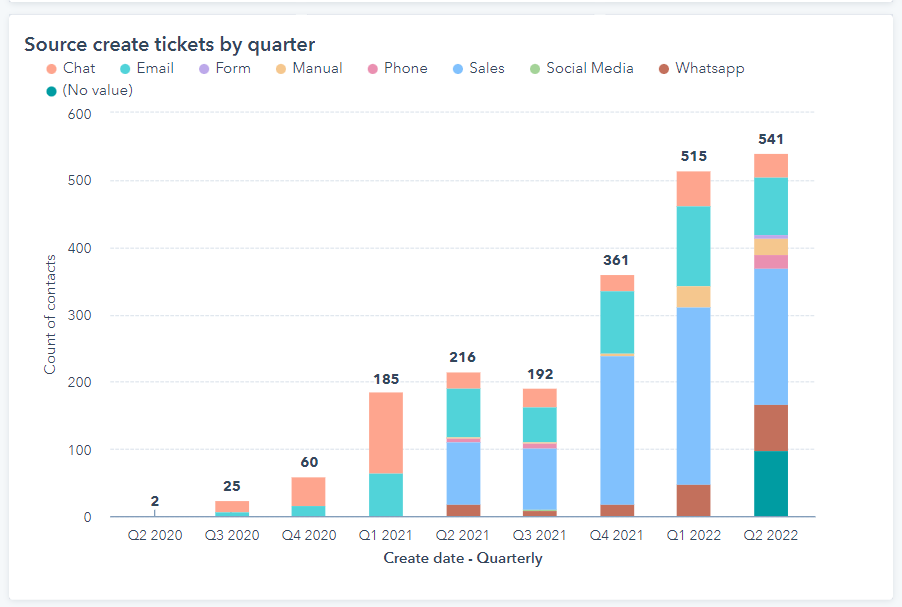 Source create tickets by quarter
Chat Email Form Manual Phone Sales Social Media Whatsapp
(No value)
600
500
400
300
200
100
0
Count of contacts
2
25
60
185
216
192
361
515
541
Q2 2020 Q3 2020 Q4 2020 Q1 2021 Q2 2021 Q3 2021 Q4 2021 Q1 2022 Q2 2022
Create date - Quarterly